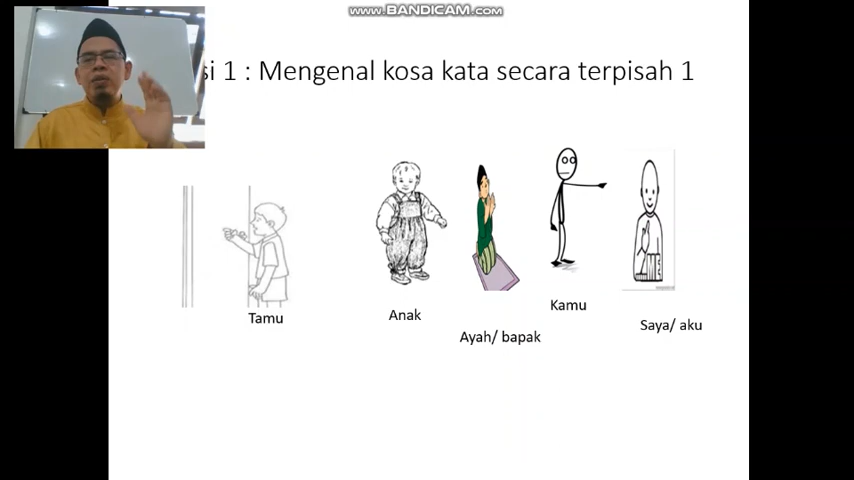 WWW.BANDICAM.COM
si 1 : Mengenal kosa kata secara terpisah 1
Tamu
Anak
Kamu
Ayah/ bapak
Saya/ aku